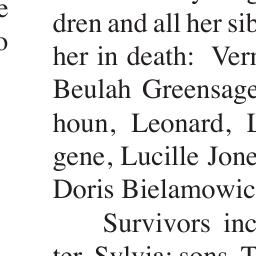 dren and all her sib
her in death: Ver
Beulah Greensage
houn, Leonard, L
gene, Lucille Jone
Doris Bielamowic
Survivors inc
ter, Sylvia; sons, T